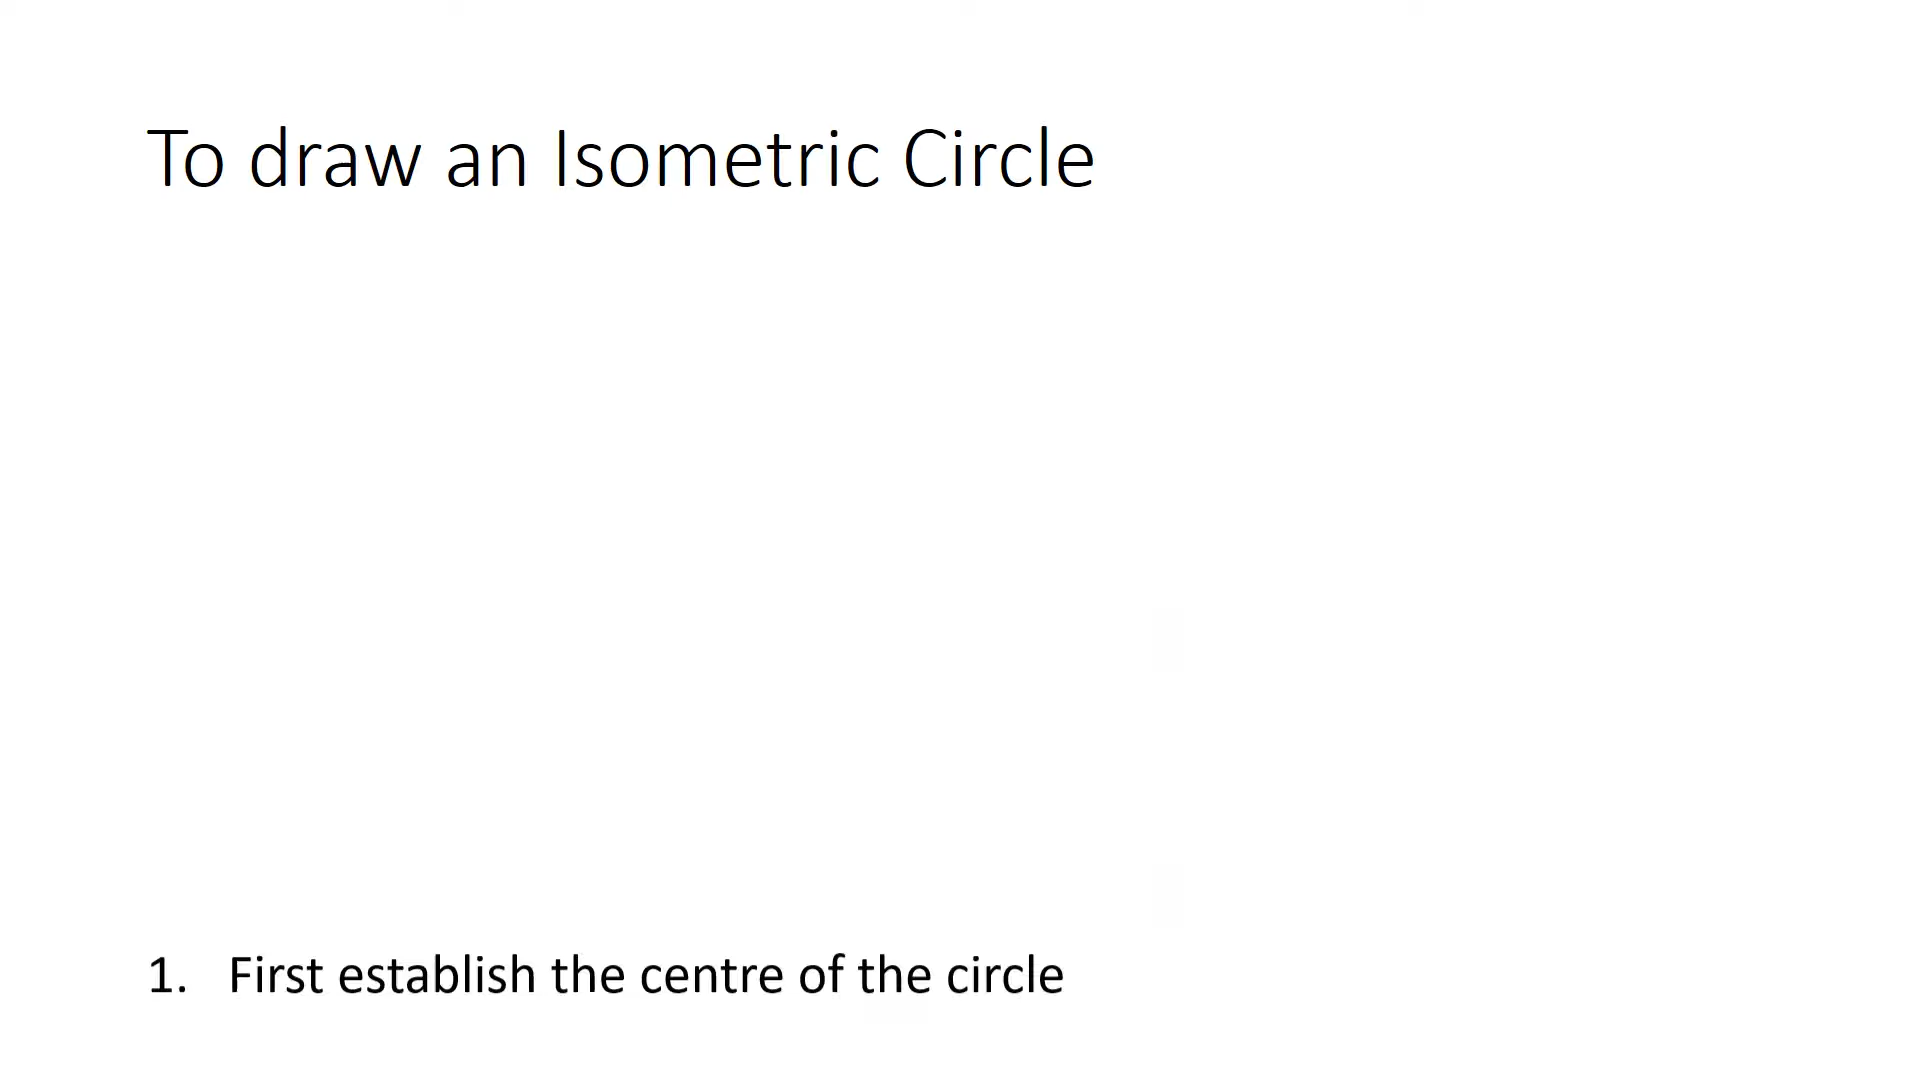 To draw an Isometric Circle
1. First establish the centre of the circle